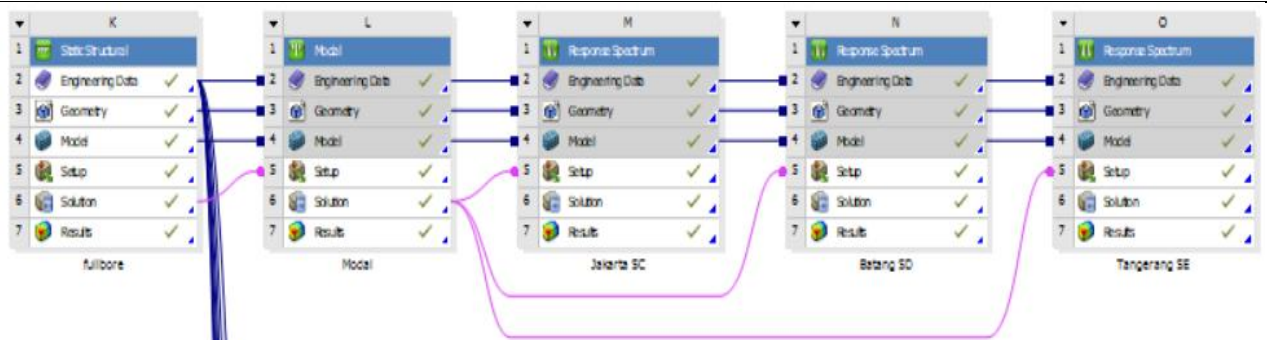 K
1 Static Structural
2 Engineering Data
3 Geometry
4 Model
5 Setup
6 Solution
7 Results
fullbore
L
1 Modal
2 Engineering Data
3 Geometry
4 Model
5 Setup
6 Solution
7 Results
Modal
M
1 Response Spectrum
2 Engineering Data
3 Geometry
4 Model
5 Setup
6 Solution
7 Results
Jakarta SC
N
1 Response Spectrum
2 Engineering Data
3 Geometry
4 Model
5 Setup
6 Solution
7 Results
Batang SD
O
1 Response Spectrum
2 Engineering Data
3 Geometry
4 Model
5 Setup
6 Solution
7 Results
Tangerang SE